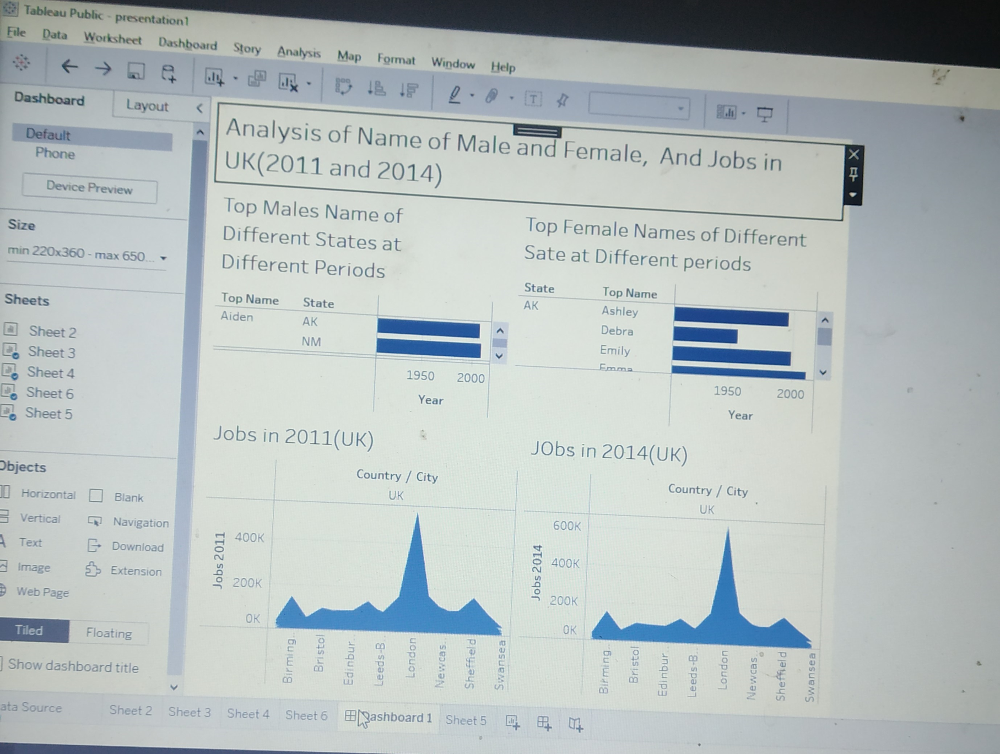 Tableau Public - presentation1
File Data Worksheet Dashboard Story Analysis Map Format Window Help
Dashboard Layout
Default
Phone
Device Preview
Size
min 220x360 - max 650...
Sheets
Sheet 2
Sheet 3
Sheet 4
Sheet 6
Sheet 5
Objects
Horizontal Blank
Vertical Navigation
Text Download
Image Extension
Web Page
Tiled Floating
Show dashboard title
Analysis of Name of Male and Female, And Jobs in
UK(2011 and 2014)
Top Males Name of
Different States at
Different Periods
Top Name State
Aiden AK
NM
1950 2000
Year
Top Female Names of Different
Sate at Different periods
State Top Name
AK Ashley
Debra
Emily
Emma
1950 2000
Year
Jobs in 2011(UK)
Country / City
UK
Jobs 2011
400K
200K
0K
Birming..
Bristol
Edinbur..
Leeds-B..
London
Newcas..
Sheffield
Swansea
JObs in 2014(UK)
Country / City
UK
Jobs 2014
600K
400K
200K
0K
Birming..
Bristol
Edinbur..
Leeds-B..
London
Newcas..
Sheffield
Swansea
ata Source Sheet 2 Sheet 3 Sheet 4 Sheet 6 Dashboard 1 Sheet 5